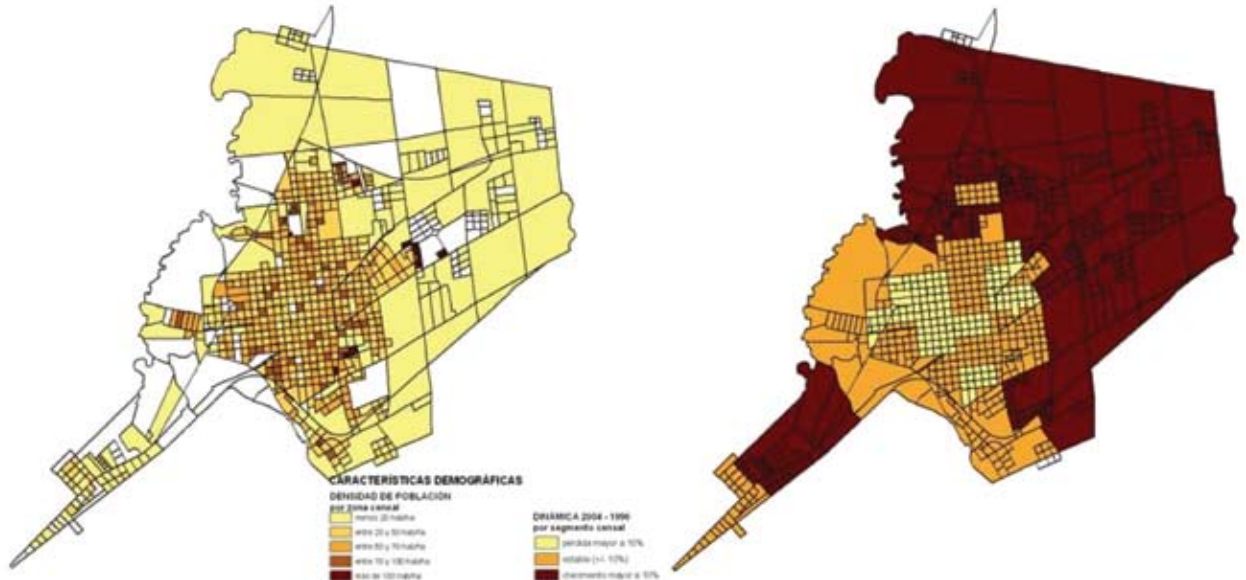 CARACTERÍSTICAS DEMOGRÁFICAS
DENSIDAD DE POBLACIÓN
por zona censal
menos 20 hab/ha
entre 20 y 50 hab/ha
entre 50 y 70 hab/ha
entre 70 y 100 hab/ha
más de 100 hab/ha
DINÁMICA 2004 - 1996
por segmento censal
pérdida mayor a 10%
estable (+/- 10%)
crecimiento mayor a 10%